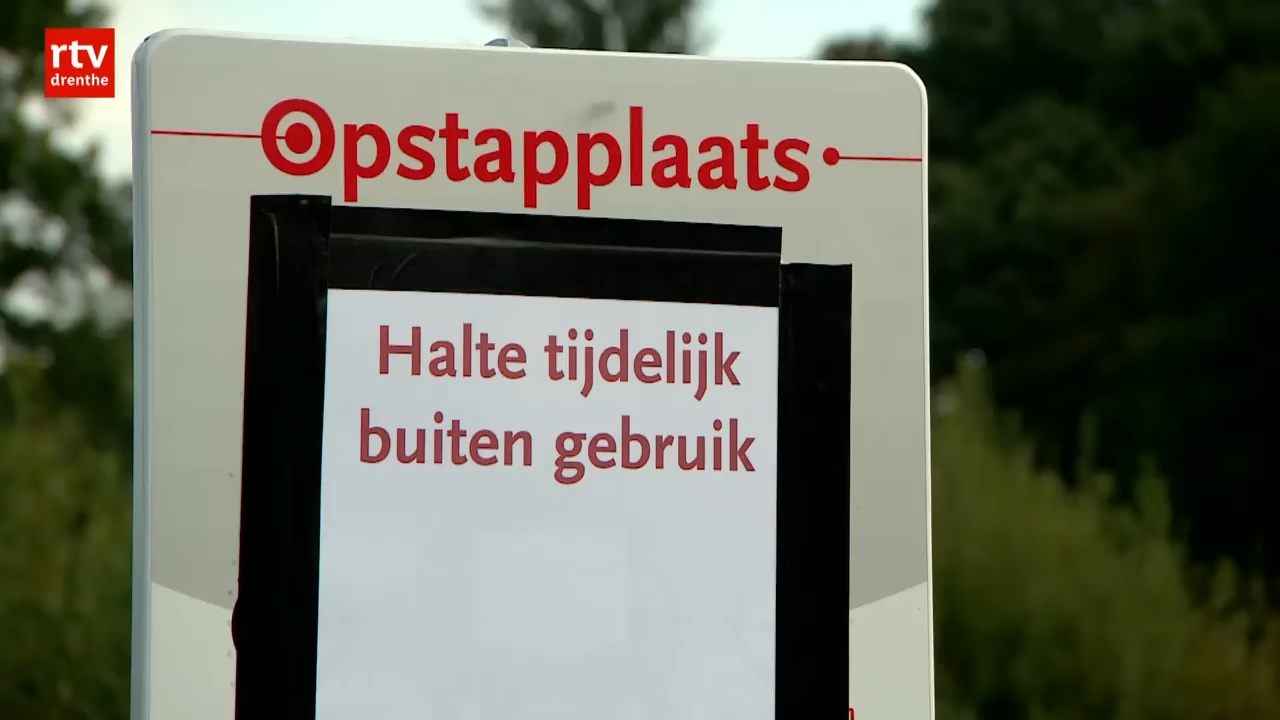 rtv
drenthe
Opstapplaats
Halte tijdelijk
buiten gebruik